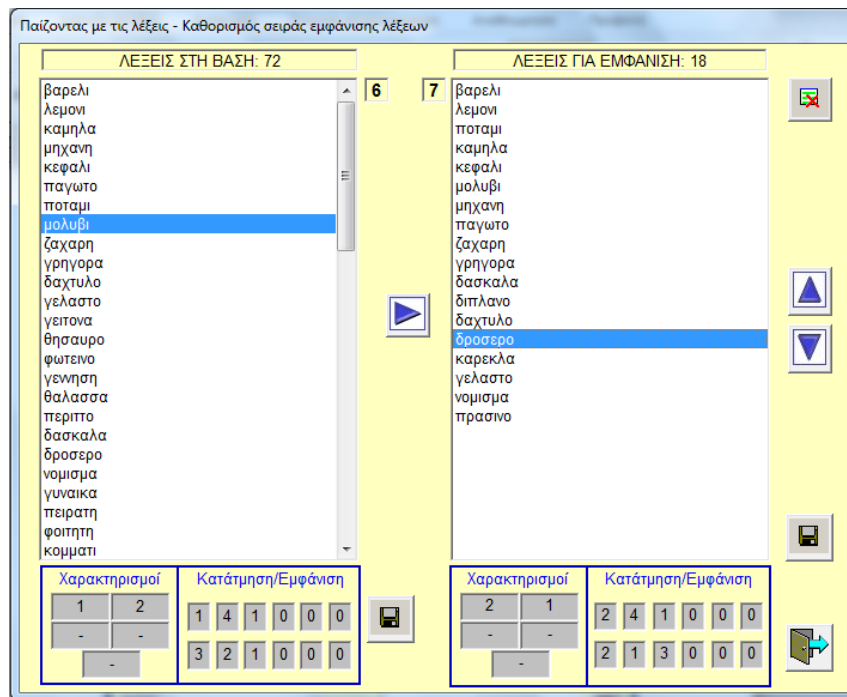 Παίζοντας με τις λέξεις - Καθορισμός σειράς εμφάνισης λέξεων
ΛΕΞΕΙΣ ΣΤΗ ΒΑΣΗ: 72
βαρελι
λεμονι
καμηλα
μηχανη
κεφαλι
παγωτο
ποταμι
μολυβι
ζαχαρη
γρηγορα
δαχτυλο
γελαστο
γειτονα
θησαυρο
φωτεινο
γεννηση
θαλασσα
περιττο
δασκαλα
δροσερο
νομισμα
γυναικα
πειρατη
φοιτητη
κομματι
6
7
ΛΕΞΕΙΣ ΓΙΑ ΕΜΦΑΝΙΣΗ: 18
βαρελι
λεμονι
ποταμι
καμηλα
κεφαλι
μολυβι
μηχανη
παγωτο
ζαχαρη
γρηγορα
δασκαλα
διπλανο
δαχτυλο
δροσερο
καρεκλα
γελαστο
νομισμα
πρασινο
Χαρακτηρισμοί
1 2
- -
-
Κατάτμηση/Εμφάνιση
1 4 1 0 0 0
3 2 1 0 0 0
Χαρακτηρισμοί
2 1
- -
-
Κατάτμηση/Εμφάνιση
2 4 1 0 0 0
2 1 3 0 0 0